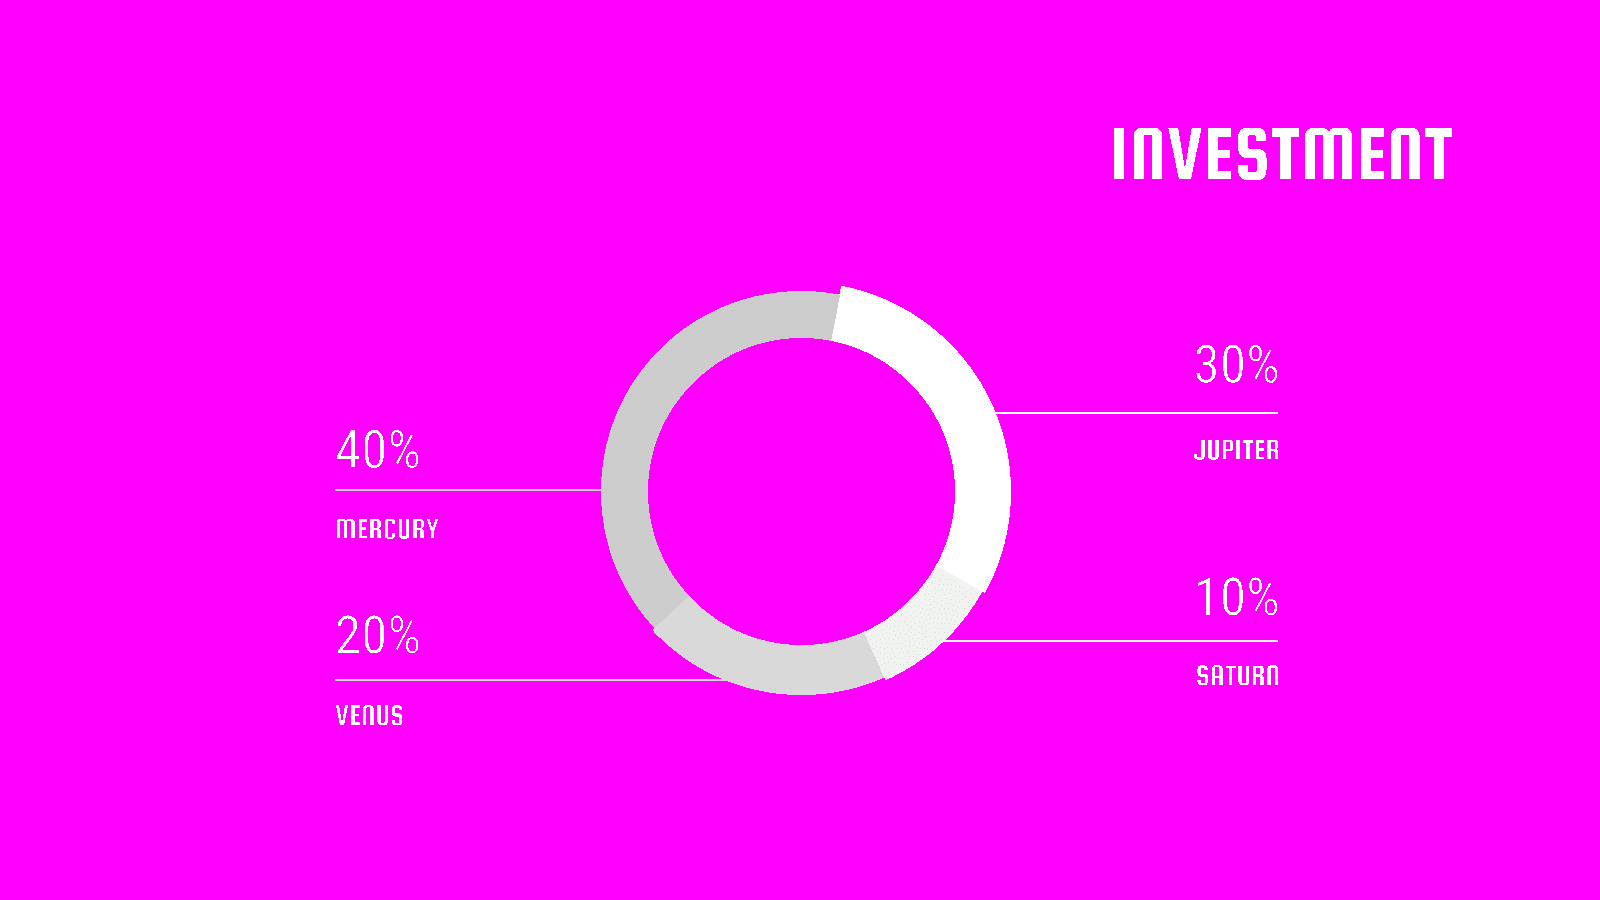 INVESTMENT
40%
MERCURY
20%
VENUS
30%
JUPITER
10%
SATURN